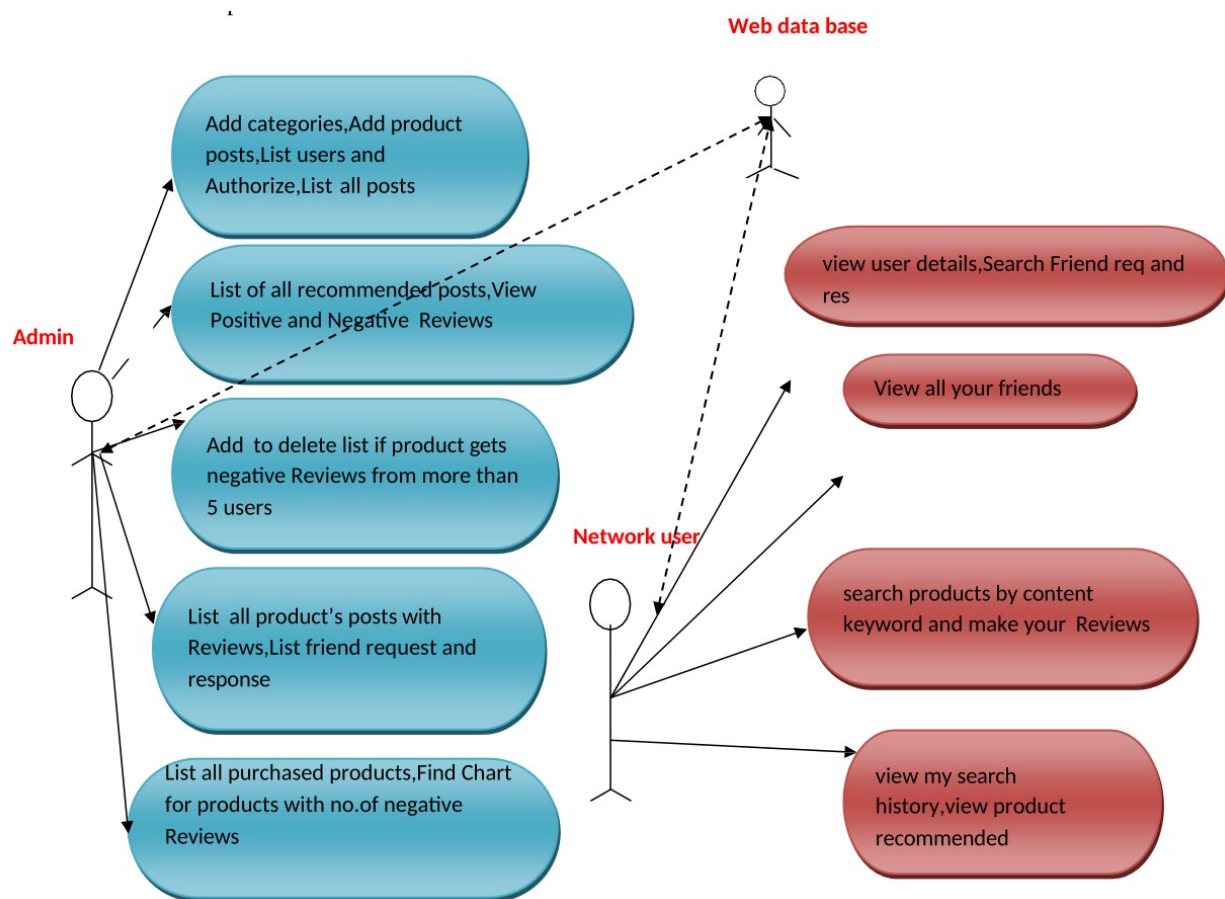 Web data base
Add categories,Add product
posts,List users and
Authorize,List all posts
List of all recommended posts,View
Positive and Negative Reviews
Admin
Add to delete list if product gets
negative Reviews from more than
5 users
List all product's posts with
Reviews,List friend request and
response
List all purchased products,Find Chart
for products with no.of negative
Reviews
view user details,Search Friend req and
res
View all your friends
Network user
search products by content
keyword and make your Reviews
view my search
history,view product
recommended